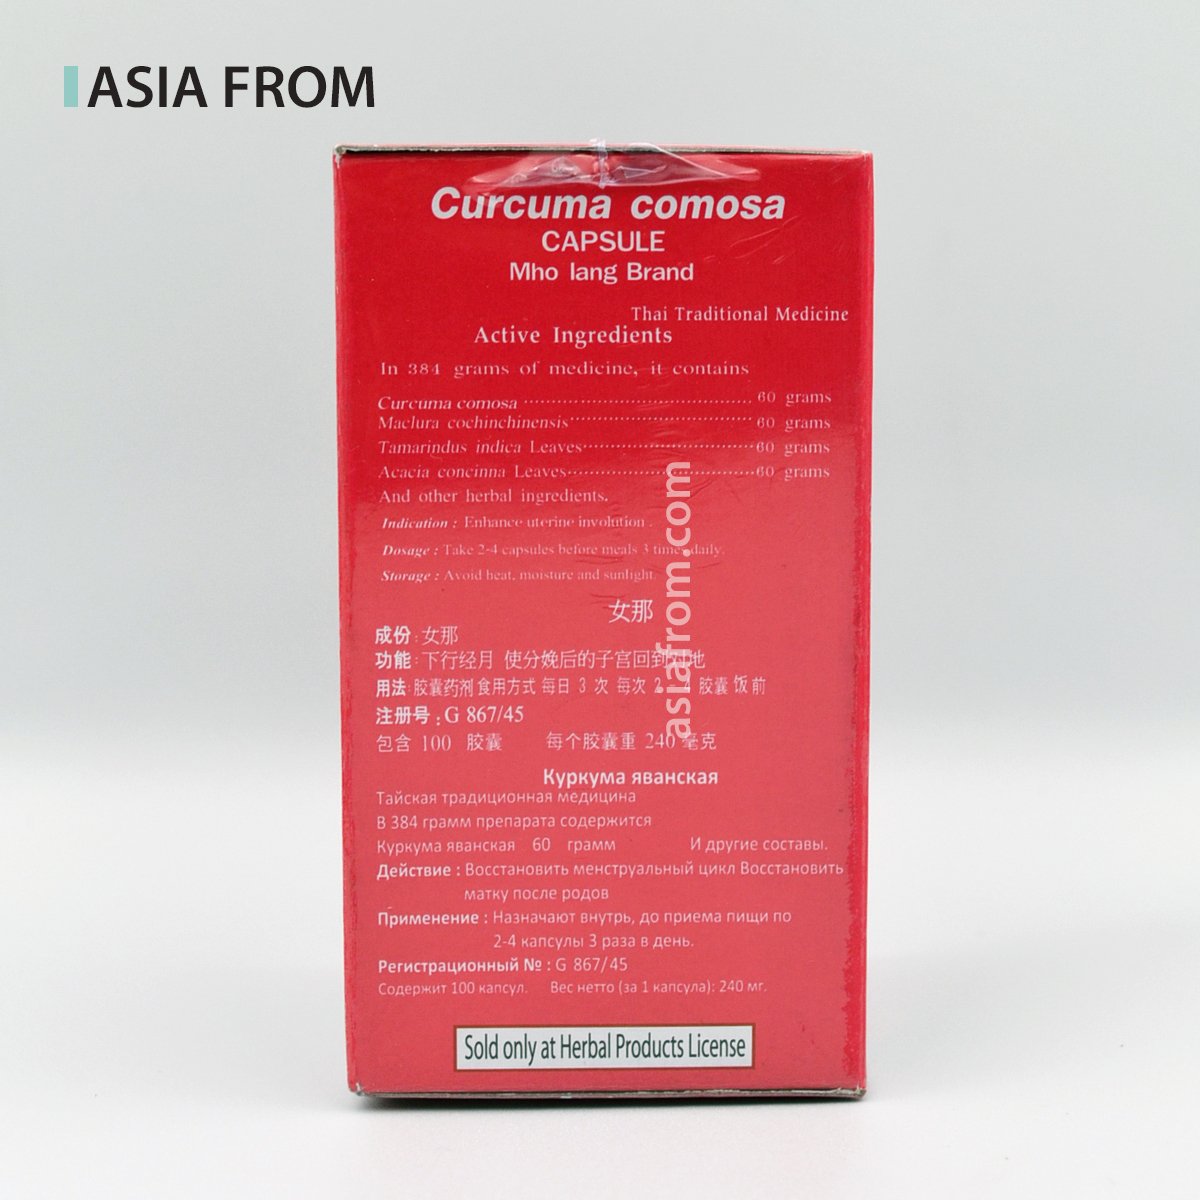 ASIA FROM
Curcuma comosa
CAPSULE
Mho lang Brand
Thai Traditional Medicine
Active Ingredients
In 384 grams of medicine, it contains
Curcuma comosa ........................ 60 grams
Maclura cochinchinensis........................ 60 grams
Tamarindus indica Leaves........................60 grams
Acacia concinna Leaves........................60 grams
And other herbal ingredients.
Indication : Enhance uterine involution .
Dosage : Take 2-4 capsules before meals 3 times daily.
Storage : Avoid heat, moisture and sunlight.
女那
成份 : 女那
功能 : 下行经月 使分娩后的子宫回到 地
用法: 胶囊药剂 食用方式 每日 3 次 每次 2 - 4 胶囊 饭前
注册号 : G 867/45
包含 100 胶囊 每个胶囊重 240 毫克
Куркума яванская
Тайская традиционная медицина
В 384 грамм препарата содержится
Куркума яванская 60 грамм И другие составы.
Действие : Восстановить менструальный цикл Восстановить
матку после родов
Применение : Назначают внутрь, до приема пищи по
2-4 капсулы 3 раза в день.
Регистрационный № : G 867/45
Содержит 100 капсул. Вес нетто (за 1 капсула): 240 мг.
Sold only at Herbal Products License
asiafrom.com